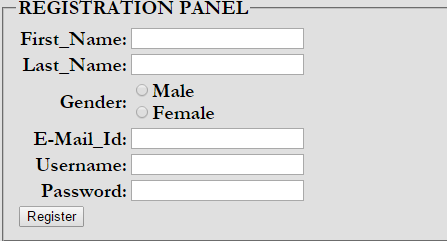 REGISTRATION PANEL
First_Name:
Last_Name:
Gender: Male
Female
E-Mail_Id:
Username:
Password:
Register